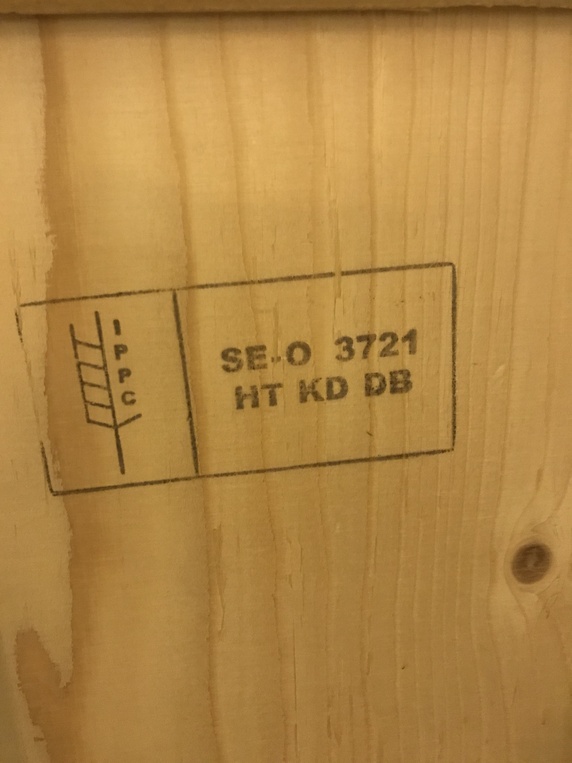 IPPC
SE-O 3721
HT KD DB